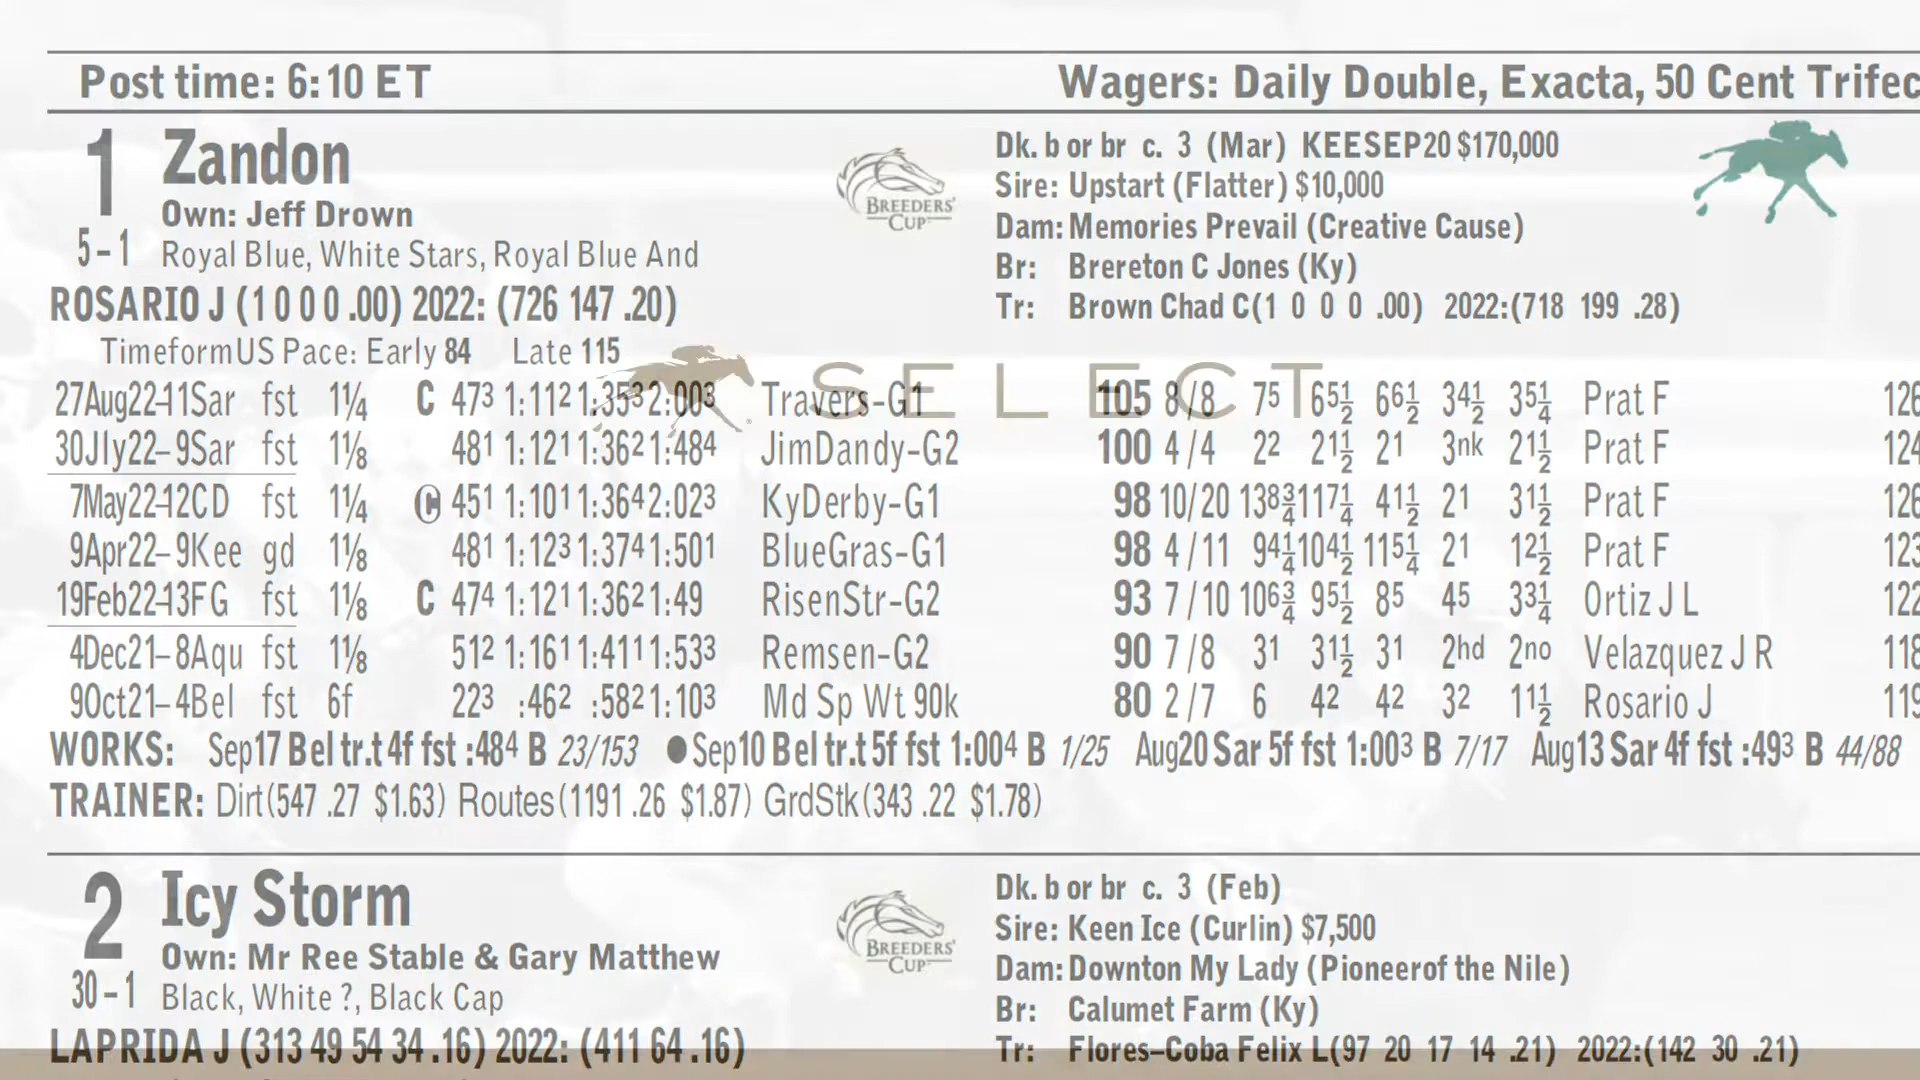 Post time: 6:10 ET Wagers: Daily Double, Exacta, 50 Cent Trifec
1 Zandon
Own: Jeff Drown
5-1 Royal Blue, White Stars, Royal Blue And
BREEDERS' CUP
Dk. b or br c. 3 (Mar) KEESEP20 $170,000
Sire: Upstart (Flatter) $10,000
Dam: Memories Prevail (Creative Cause)
Br: Brereton C Jones (Ky)
Tr: Brown Chad C(1 0 0 0 .00) 2022:(718 199 .28)
ROSARIO J (1 0 0 0 .00) 2022: (726 147 .20)
TimeformUS Pace: Early 84 Late 115
SELECT
27Aug22-11Sar fst 1¼ C 47³ 1:11² 1:35³ 2:00³ Travers-G1 105 8/8 7⁵ 6⁵½ 6⁶½ 3⁴½ 3⁵¼ Prat F 126
30Jly22-9Sar fst 1⅛ 48¹ 1:12¹ 1:36² 1:48⁴ JimDandy-G2 100 4/4 2² 2¹½ 2¹ 3ⁿᵏ 2¹½ Prat F 124
7May22-12CD fst 1¼ Ⓒ 45¹ 1:10¹ 1:36⁴ 2:02³ KyDerby-G1 98 10/20 13⁸¾ 11⁷¼ 4¹½ 2¹ 3¹½ Prat F 126
9Apr22-9Kee gd 1⅛ 48¹ 1:12³ 1:37⁴ 1:50¹ BlueGras-G1 98 4/11 9⁴¼ 10⁴½ 11⁵¼ 2¹ 1²½ Prat F 123
19Feb22-13FG fst 1⅛ C 47⁴ 1:12¹ 1:36² 1:49 RisenStr-G2 93 7/10 10⁶¾ 9⁵½ 8⁵ 4⁵ 3³¼ Ortiz J L 122
4Dec21-8Aqu fst 1⅛ 51² 1:16¹ 1:41¹ 1:53³ Remsen-G2 90 7/8 3¹ 3¹½ 3¹ 2ʰᵈ 2ⁿᵒ Velazquez J R 118
9Oct21-4Bel fst 6f 22³ :46² :58² 1:10³ Md Sp Wt 90k 80 2/7 6 4² 4² 3² 1¹½ Rosario J 119
WORKS: Sep17 Bel tr.t 4f fst :48⁴ B 23/153 ●Sep10 Bel tr.t 5f fst 1:00⁴ B 1/25 Aug20 Sar 5f fst 1:00³ B 7/17 Aug13 Sar 4f fst :49³ B 44/88
TRAINER: Dirt(547 .27 $1.63) Routes(1191 .26 $1.87) GrdStk(343 .22 $1.78)
2 Icy Storm
Own: Mr Ree Stable & Gary Matthew
30-1 Black, White ?, Black Cap
BREEDERS' CUP
Dk. b or br c. 3 (Feb)
Sire: Keen Ice (Curlin) $7,500
Dam: Downton My Lady (Pioneerof the Nile)
Br: Calumet Farm (Ky)
Tr: Flores-Coba Felix L(97 20 17 14 .21) 2022:(142 30 .21)
LAPRIDA J (313 49 54 34 .16) 2022: (411 64 .16)